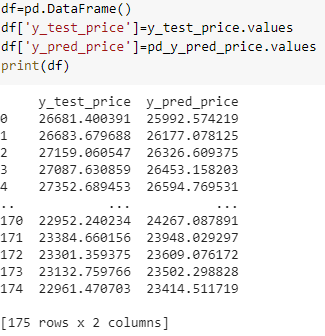 df=pd.DataFrame()
df['y_test_price']=y_test_price.values
df['y_pred_price']=pd_y_pred_price.values
print(df)
y_test_price y_pred_price
0 26681.400391 25992.574219
1 26683.679688 26177.078125
2 27159.060547 26326.609375
3 27087.630859 26453.158203
4 27352.689453 26594.769531
.. ... ...
170 22952.240234 24267.087891
171 23384.660156 23948.029297
172 23301.359375 23609.076172
173 23132.759766 23502.298828
174 22961.470703 23414.511719
[175 rows x 2 columns]